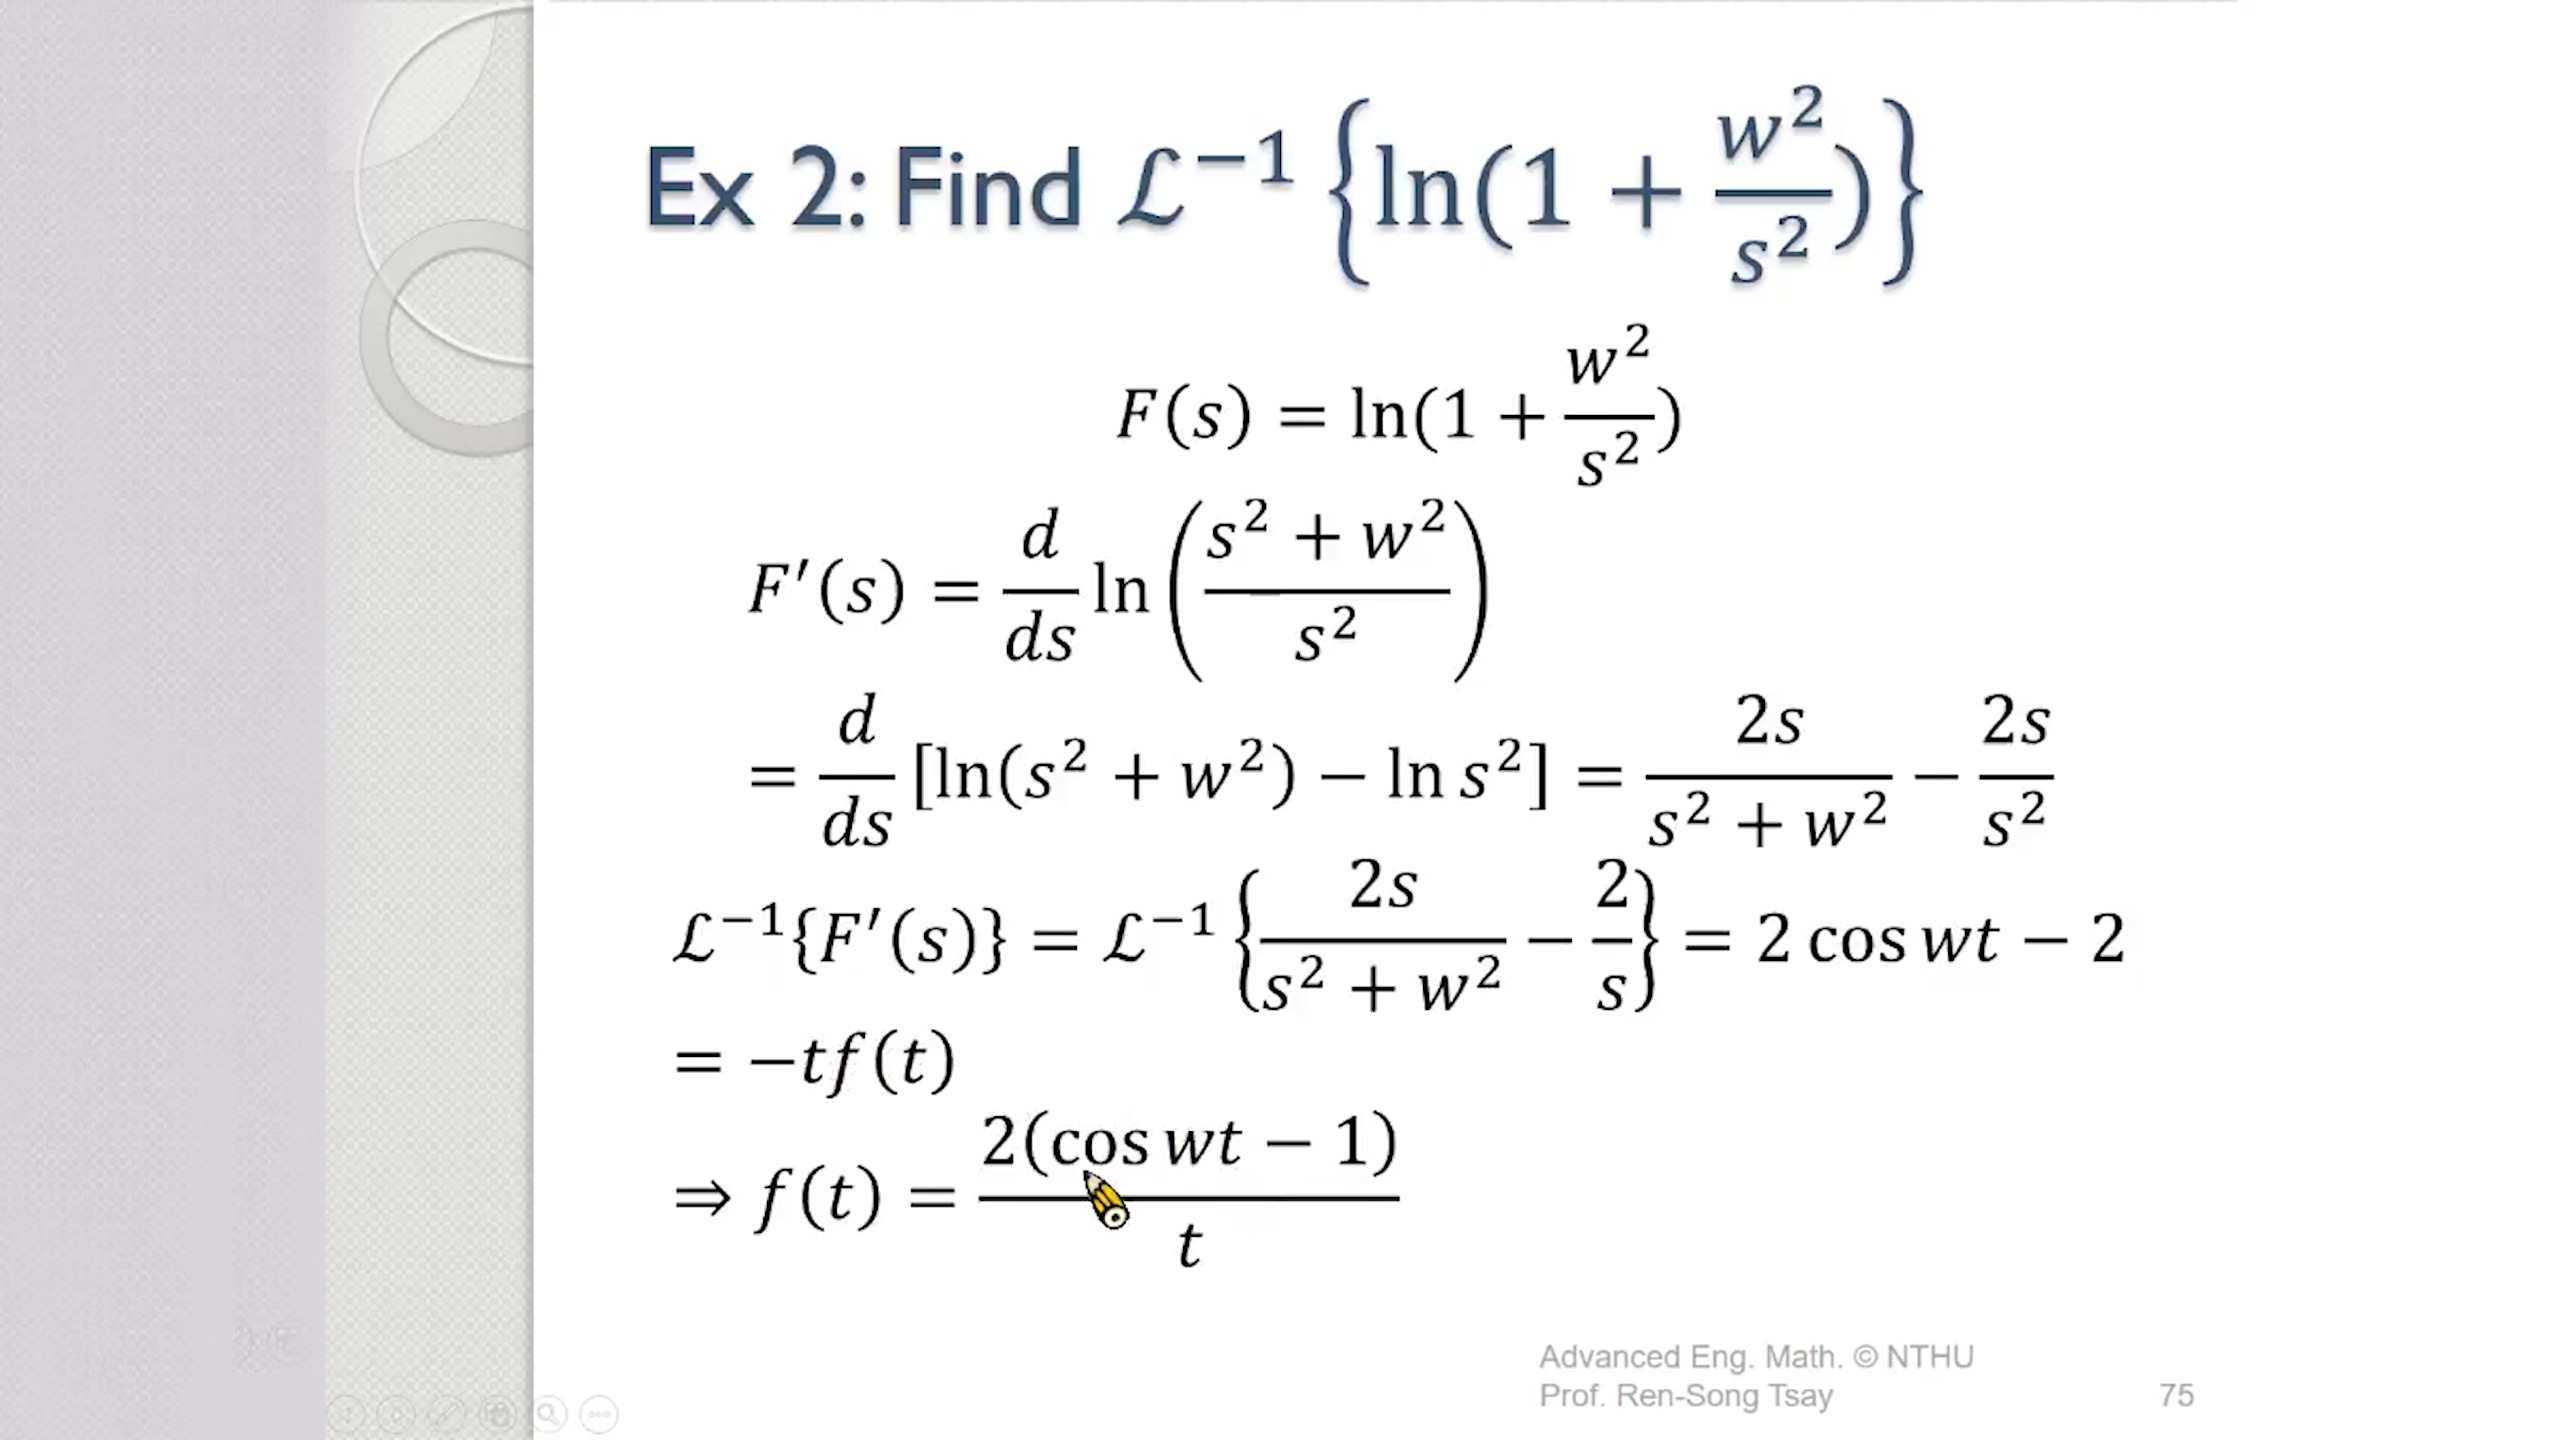 Ex 2: Find ℒ⁻¹ {ln(1 + w²/s²)}
F(s) = ln(1 + w²/s²)
F′(s) = d/ds ln((s² + w²)/s²)
= d/ds [ln(s² + w²) − ln s²] = 2s/(s² + w²) − 2s/s²
ℒ⁻¹{F′(s)} = ℒ⁻¹ {2s/(s² + w²) − 2/s} = 2 cos wt − 2
= −tf(t)
⇒ f(t) = 2(cos wt − 1)/t
Advanced Eng. Math. © NTHU
Prof. Ren-Song Tsay
75